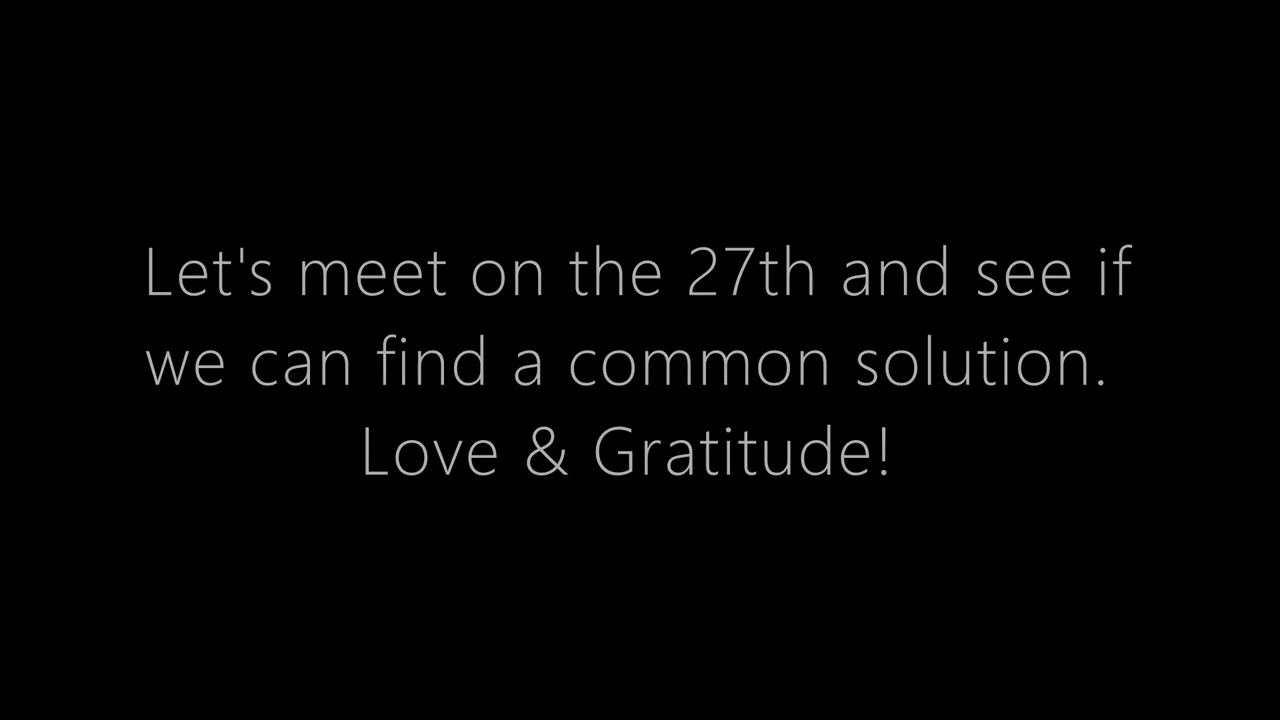 Let's meet on the 27th and see if
we can find a common solution.
Love & Gratitude!